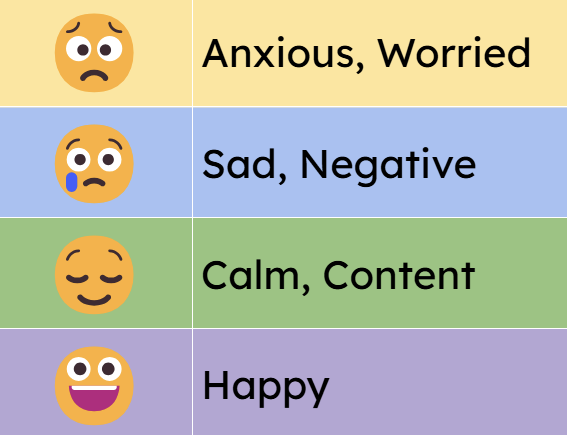 Anxious, Worried
Sad, Negative
Calm, Content
Happy